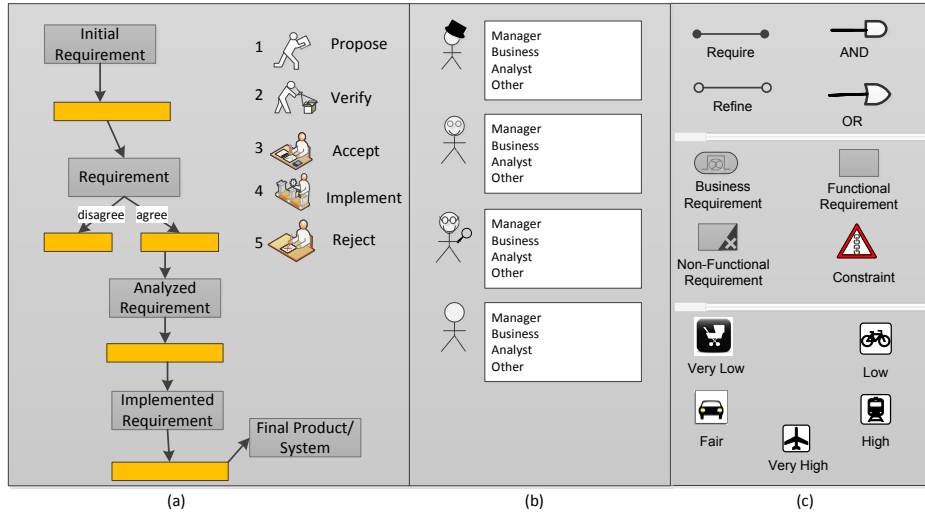 Initial
Requirement
Requirement
disagree
agree
Analyzed
Requirement
Implemented
Requirement
Final Product/
System
1
Propose
2
Verify
3
Accept
4
Implement
5
Reject
(a)
Manager
Business
Analyst
Other
Manager
Business
Analyst
Other
Manager
Business
Analyst
Other
Manager
Business
Analyst
Other
(b)
Require
AND
Refine
OR
Business
Requirement
Functional
Requirement
Non-Functional
Requirement
Constraint
Very Low
Low
Fair
High
Very High
(c)